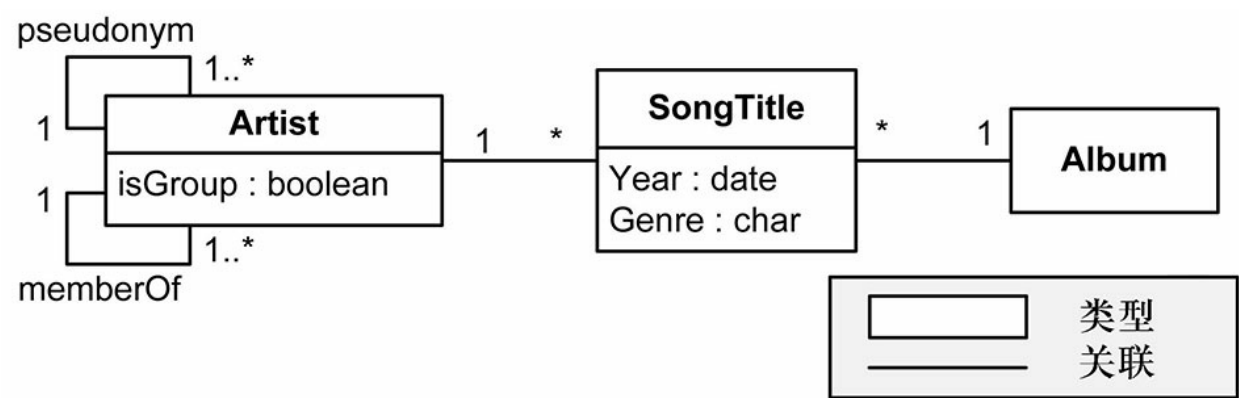 pseudonym
1..*
1
Artist
isGroup : boolean
1
1..*
memberOf
1
*
SongTitle
Year : date
Genre : char
*
1
Album
类型
关联